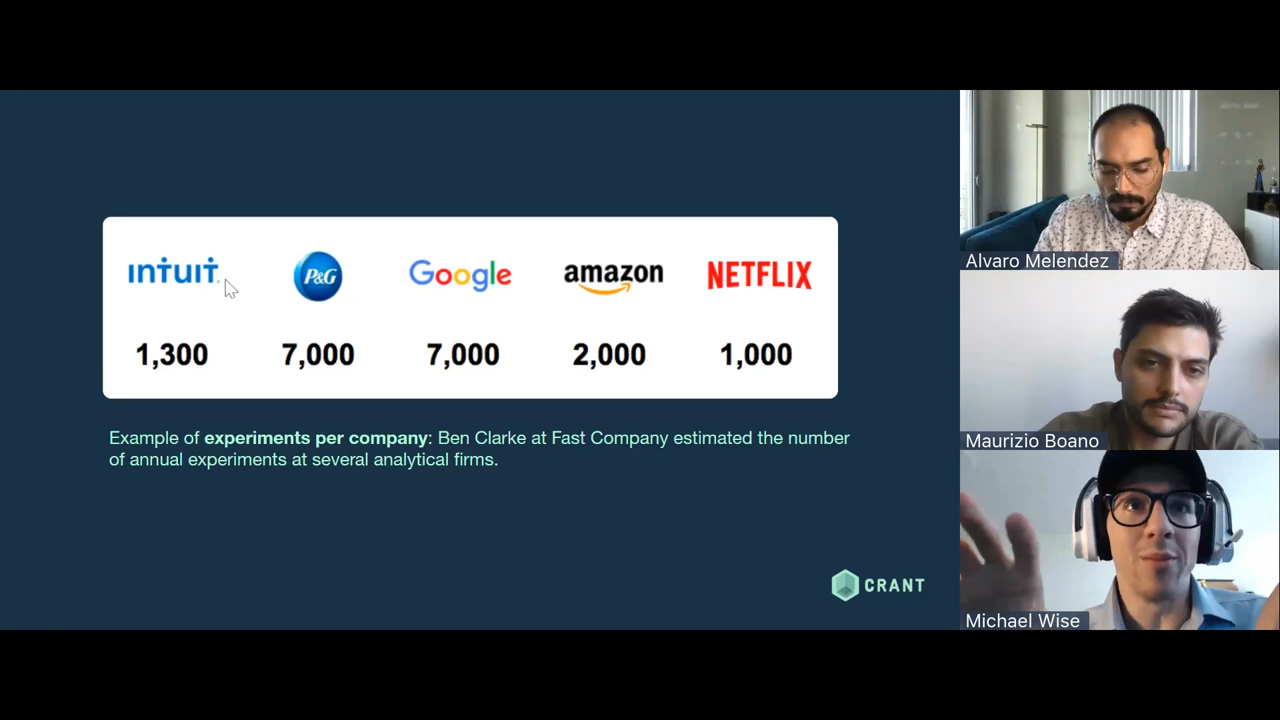 intuit
P&G
Google
amazon
NETFLIX
1,300
7,000
7,000
2,000
1,000
Example of experiments per company: Ben Clarke at Fast Company estimated the number
of annual experiments at several analytical firms.
CRANT
Alvaro Melendez
Maurizio Boano
Michael Wise